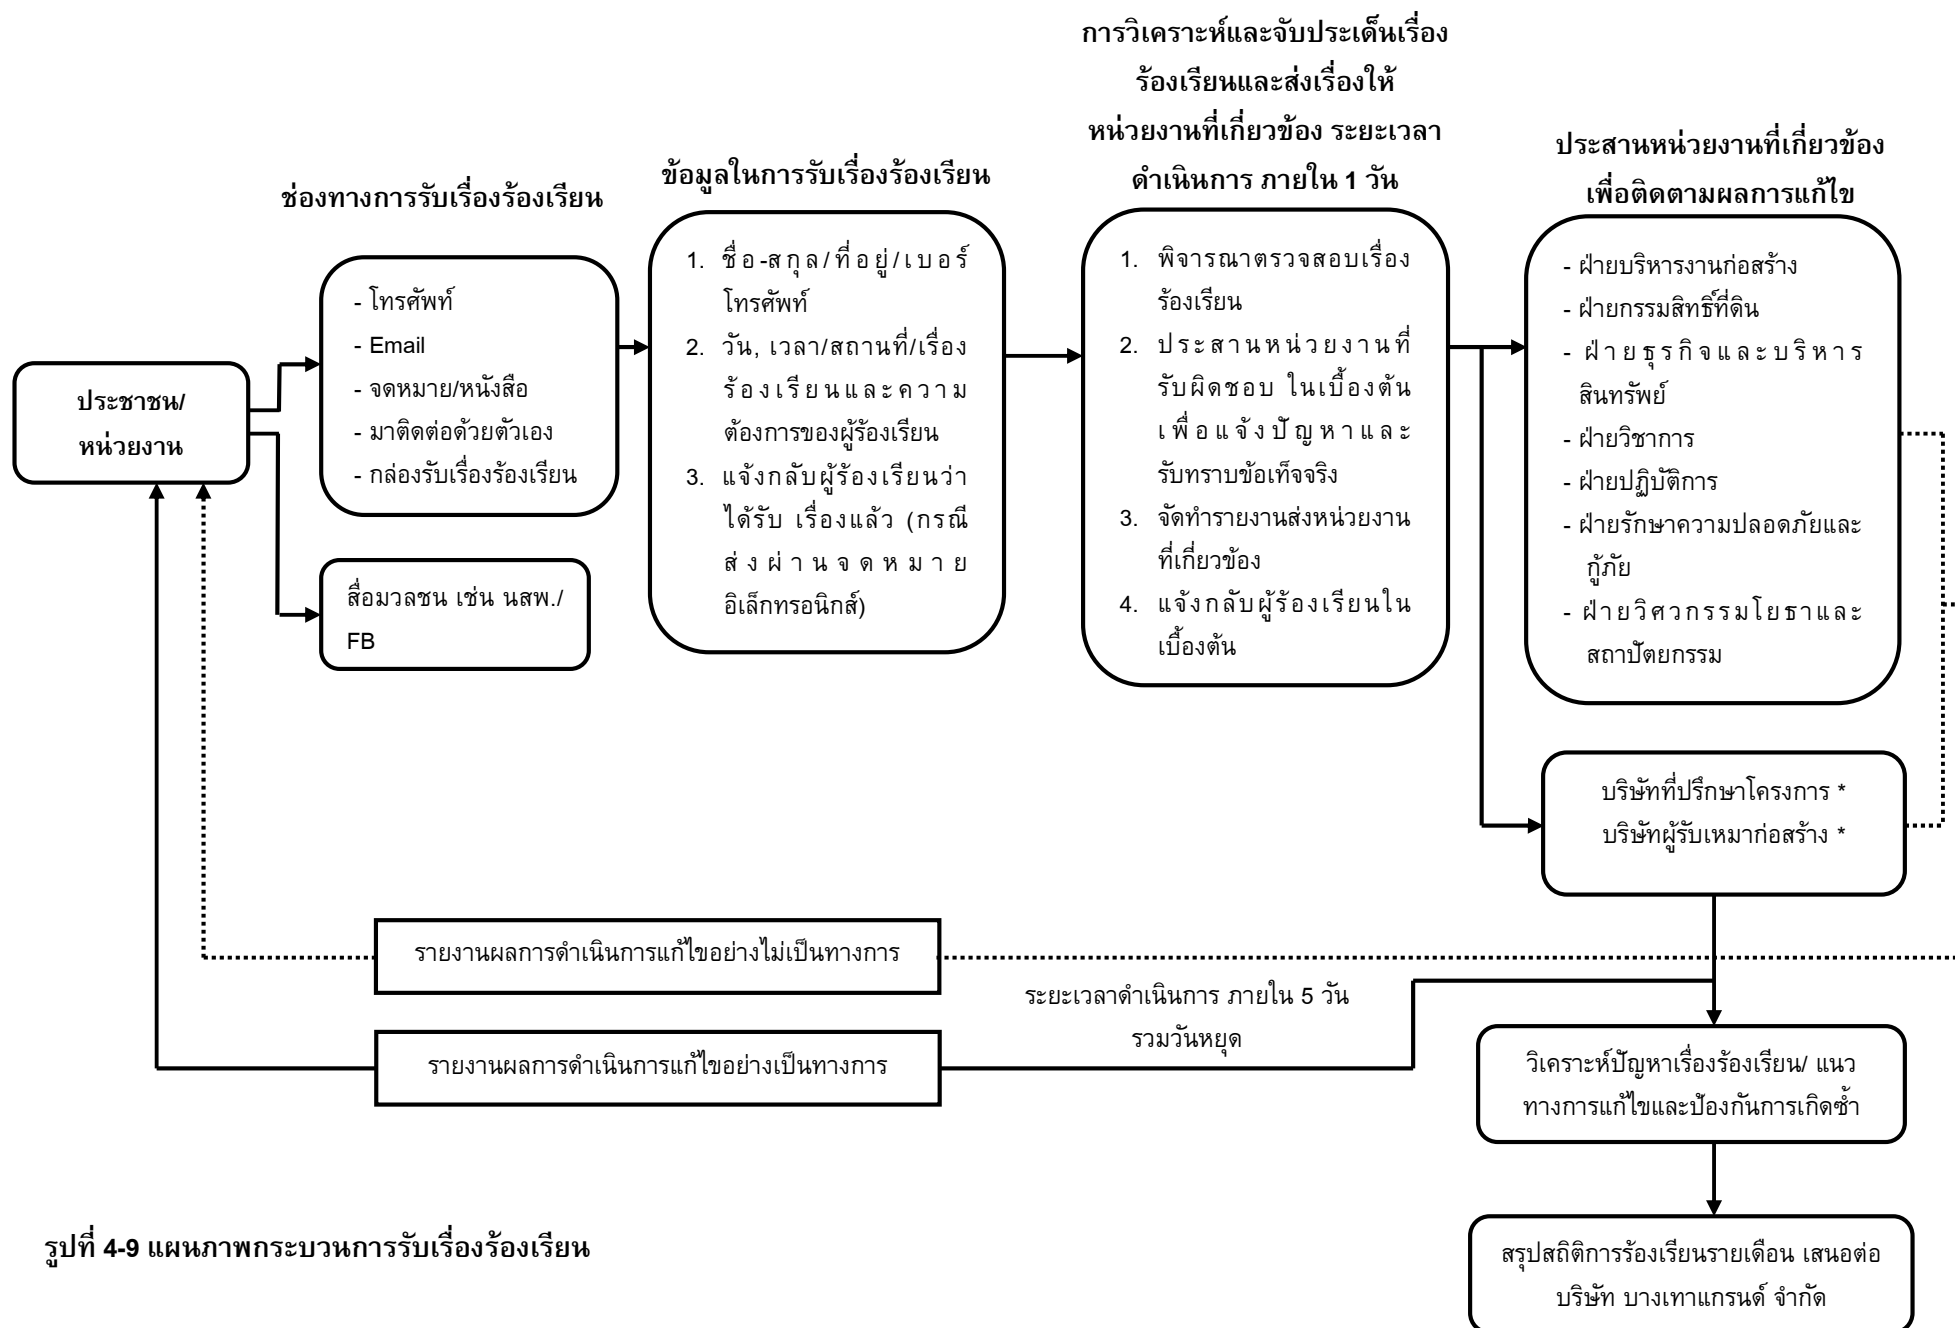 การวิเคราะห์และจับประเด็นเรื่อง
ร้องเรียนและส่งเรื่องให้
หน่วยงานที่เกี่ยวข้อง ระยะเวลา
ดำเนินการ ภายใน 1 วัน
ประสานหน่วยงานที่เกี่ยวข้อง
เพื่อติดตามผลการแก้ไข
ข้อมูลในการรับเรื่องร้องเรียน
ช่องทางการรับเรื่องร้องเรียน
ประชาชน/
หน่วยงาน
- โทรศัพท์
- Email
- จดหมาย/หนังสือ
- มาติดต่อด้วยตัวเอง
- กล่องรับเรื่องร้องเรียน
สื่อมวลชน เช่น นสพ./
FB
1. ชื่อ-สกุล/ที่อยู่/เบอร์
โทรศัพท์
2. วัน, เวลา/สถานที่/เรื่อง
ร้องเรียนและความ
ต้องการของผู้ร้องเรียน
3. แจ้งกลับผู้ร้องเรียนว่า
ได้รับ เรื่องแล้ว (กรณี
ส่งผ่านจดหมาย
อิเล็กทรอนิกส์)
1. พิจารณาตรวจสอบเรื่อง
ร้องเรียน
2. ประสานหน่วยงานที่
รับผิดชอบ ในเบื้องต้น
เพื่อแจ้งปัญหาและ
รับทราบข้อเท็จจริง
3. จัดทำรายงานส่งหน่วยงาน
ที่เกี่ยวข้อง
4. แจ้งกลับผู้ร้องเรียนใน
เบื้องต้น
- ฝ่ายบริหารงานก่อสร้าง
- ฝ่ายกรรมสิทธิ์ที่ดิน
- ฝ่ายธุรกิจและบริหาร
สินทรัพย์
- ฝ่ายวิชาการ
- ฝ่ายปฏิบัติการ
- ฝ่ายรักษาความปลอดภัยและ
กู้ภัย
- ฝ่ายวิศวกรรมโยธาและ
สถาปัตยกรรม
บริษัทที่ปรึกษาโครงการ *
บริษัทผู้รับเหมาก่อสร้าง *
รายงานผลการดำเนินการแก้ไขอย่างไม่เป็นทางการ
ระยะเวลาดำเนินการ ภายใน 5 วัน
รวมวันหยุด
รายงานผลการดำเนินการแก้ไขอย่างเป็นทางการ
วิเคราะห์ปัญหาเรื่องร้องเรียน/ แนว
ทางการแก้ไขและป้องกันการเกิดซ้ำ
สรุปสถิติการร้องเรียนรายเดือน เสนอต่อ
บริษัท บางเทาแกรนด์ จำกัด
รูปที่ 4-9 แผนภาพกระบวนการรับเรื่องร้องเรียน